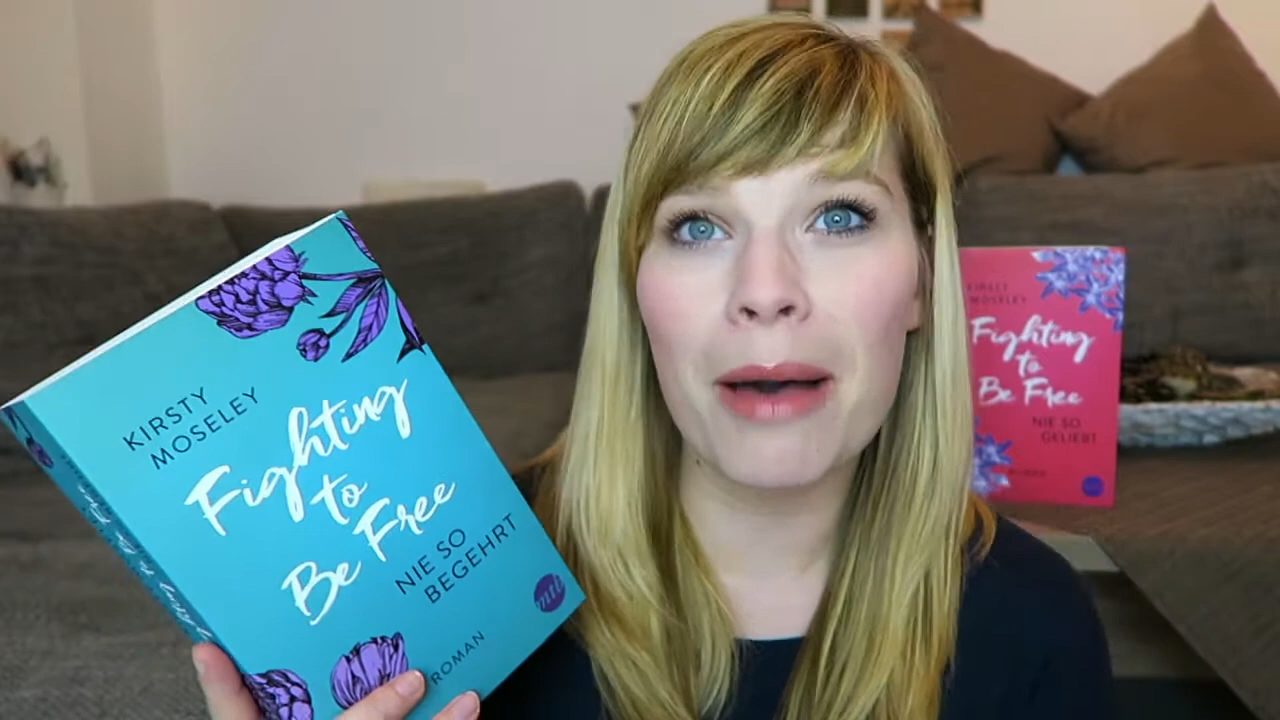 KIRSTY
MOSELEY
Fighting
to
Be Free
NIE SO
BEGEHRT
mtb
ROMAN
KIRSTY
MOSELEY
Fighting
to
Be Free
NIE SO
GELIEBT